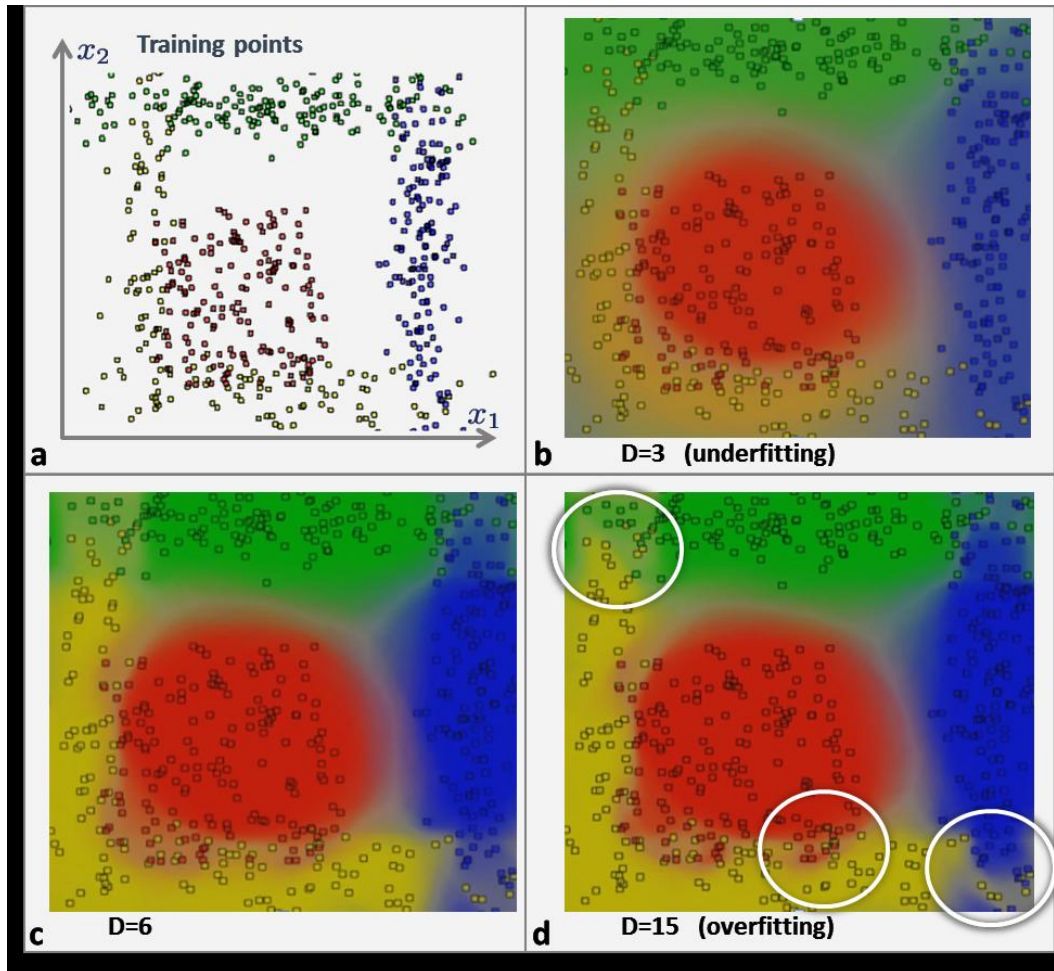 x₂ Training points
x₁
a
b D=3 (underfitting)
c D=6
d D=15 (overfitting)